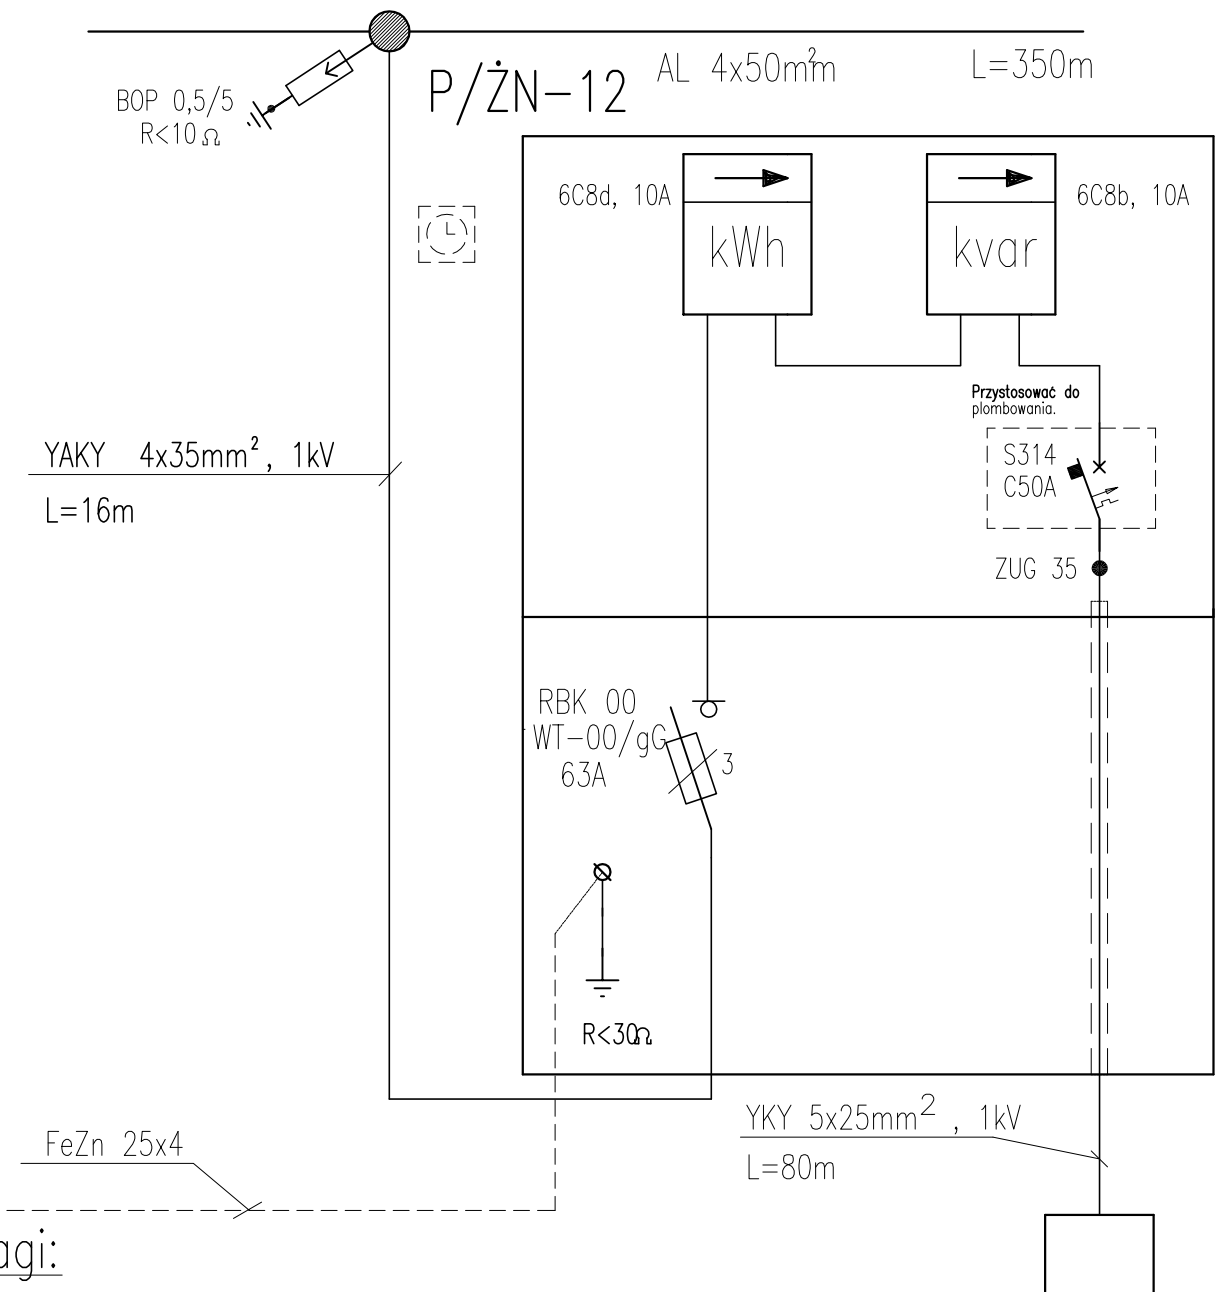 AL 4x50mm²
L=350m
P/ŻN-12
BOP 0,5/5
R<10Ω
6C8d, 10A
kWh
kvar
6C8b, 10A
Przystosować do
plombowania.
S314
C50A
ZUG 35
YAKY 4x35mm², 1kV
L=16m
RBK 00
WT-00/gG
63A
3
R<30Ω
YKY 5x25mm², 1kV
L=80m
FeZn 25x4
agi: